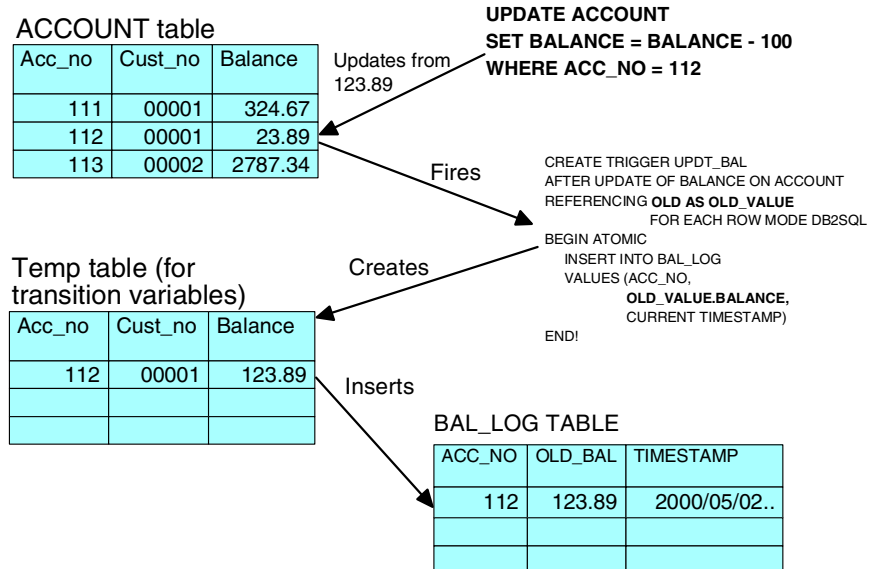 ACCOUNT table
Acc_no Cust_no Balance
111 00001 324.67
112 00001 23.89
113 00002 2787.34
Updates from
123.89
UPDATE ACCOUNT
SET BALANCE = BALANCE - 100
WHERE ACC_NO = 112
Fires
CREATE TRIGGER UPDT_BAL
AFTER UPDATE OF BALANCE ON ACCOUNT
REFERENCING OLD AS OLD_VALUE
FOR EACH ROW MODE DB2SQL
BEGIN ATOMIC
INSERT INTO BAL_LOG
VALUES (ACC_NO,
OLD_VALUE.BALANCE,
CURRENT TIMESTAMP)
END!
Creates
Temp table (for
transition variables)
Acc_no Cust_no Balance
112 00001 123.89
Inserts
BAL_LOG TABLE
ACC_NO OLD_BAL TIMESTAMP
112 123.89 2000/05/02..